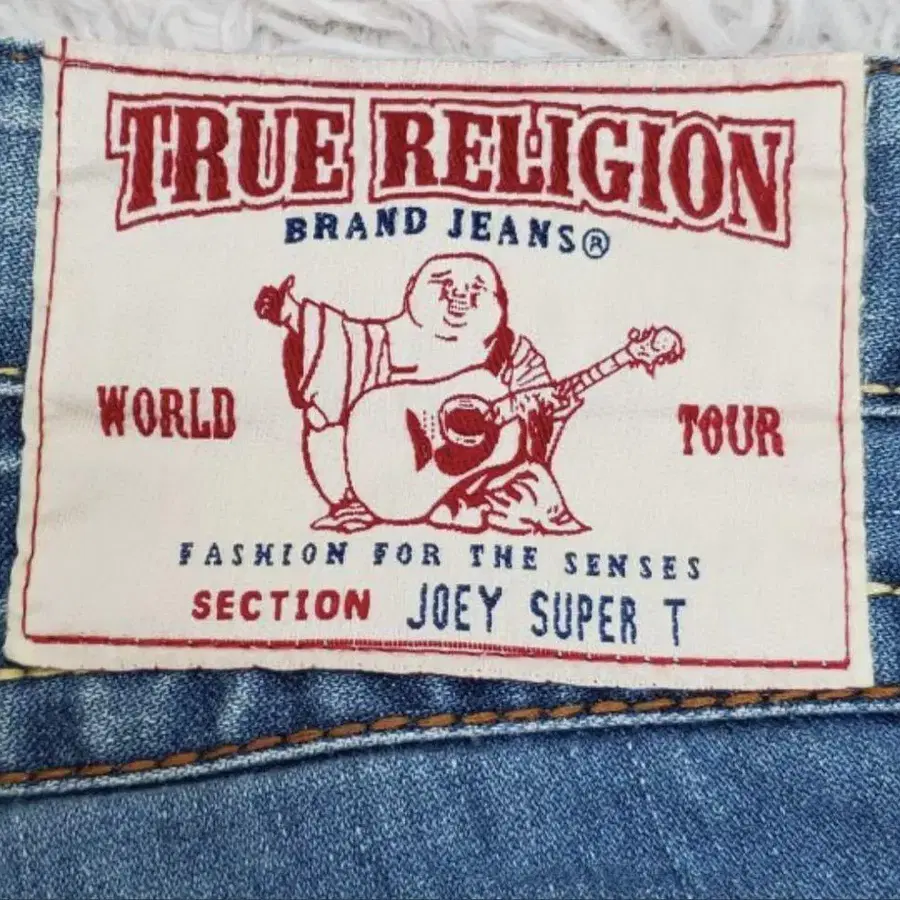 TRUE RELIGION
BRAND JEANS®
WORLD TOUR
FASHION FOR THE SENSES
SECTION JOEY SUPER T